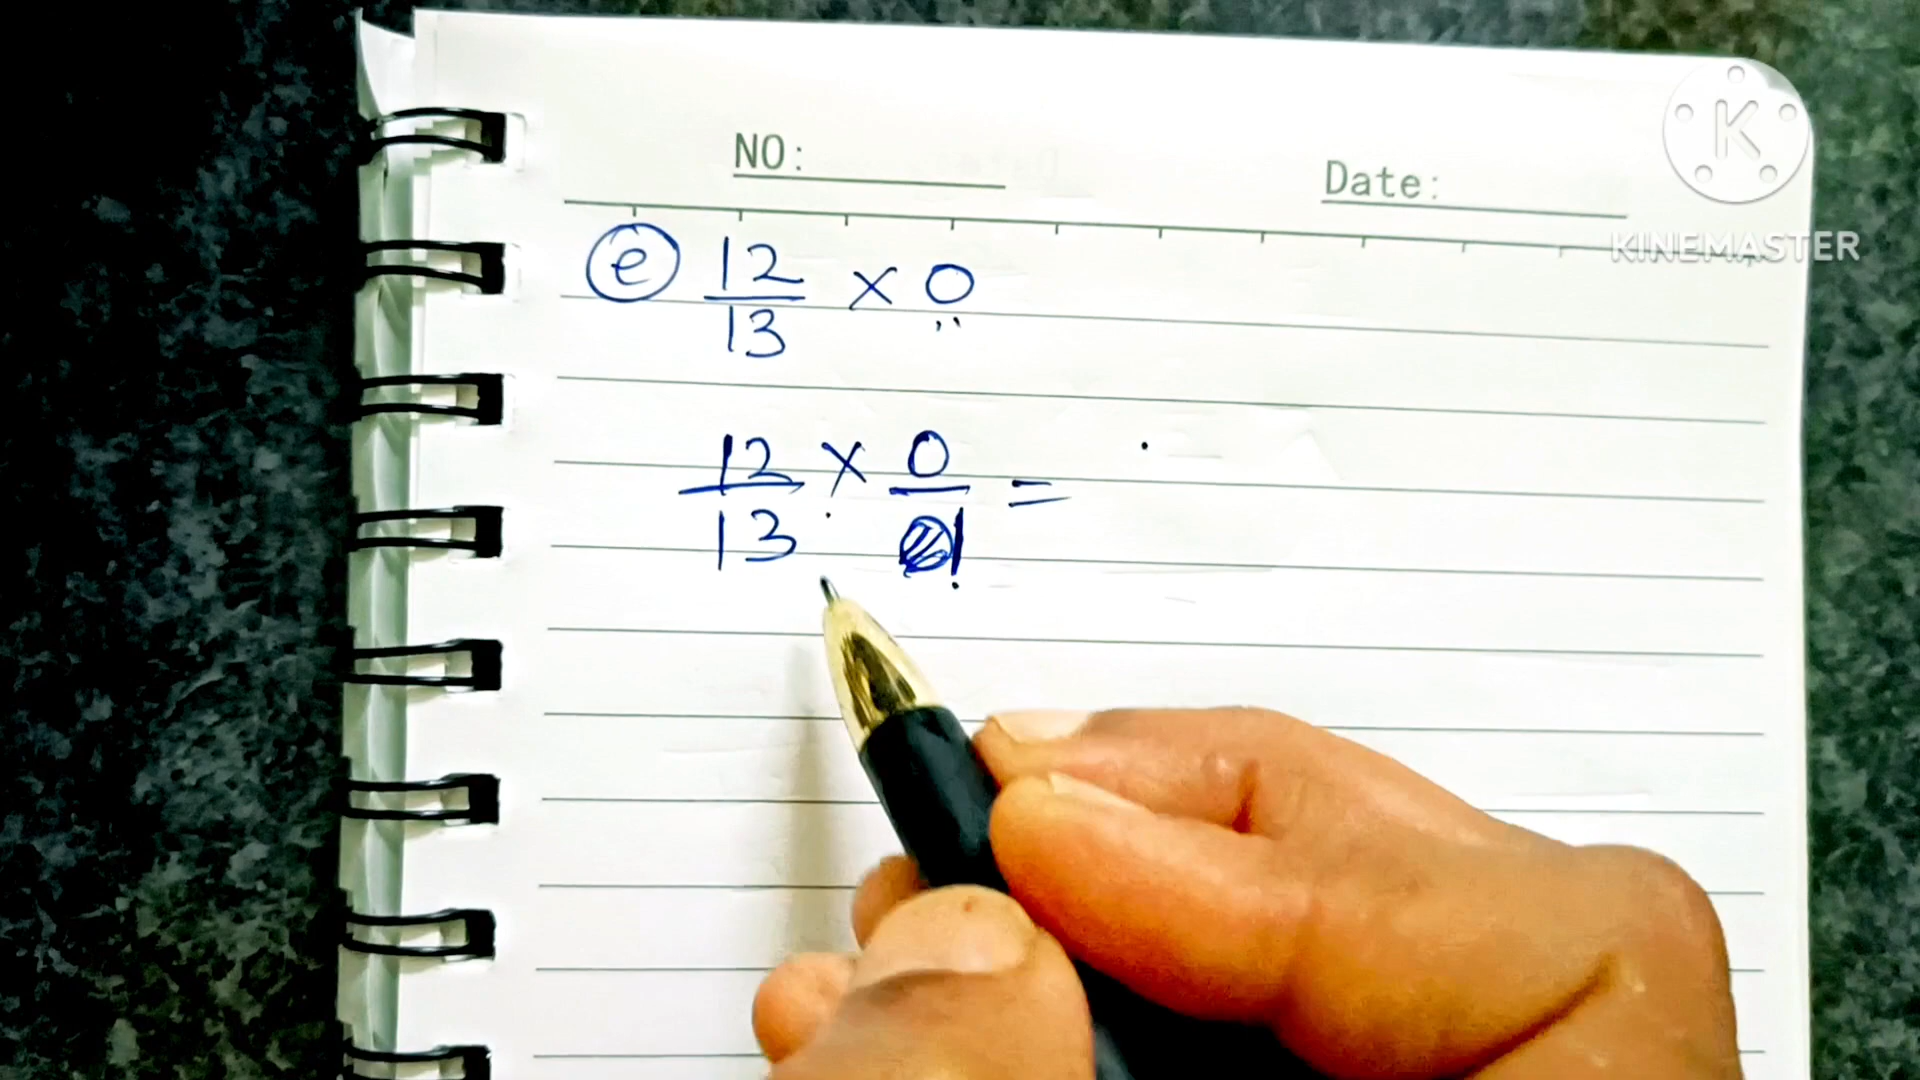 NO:
Date:
K
KINEMASTER
e 12/13 × 0
12/13 × 0/1 =